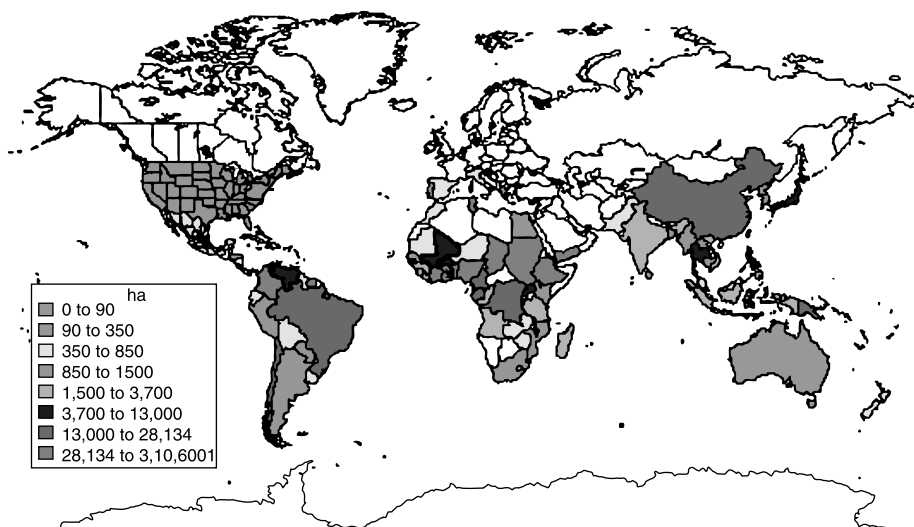 ha
0 to 90
90 to 350
350 to 850
850 to 1500
1,500 to 3,700
3,700 to 13,000
13,000 to 28,134
28,134 to 3,10,6001